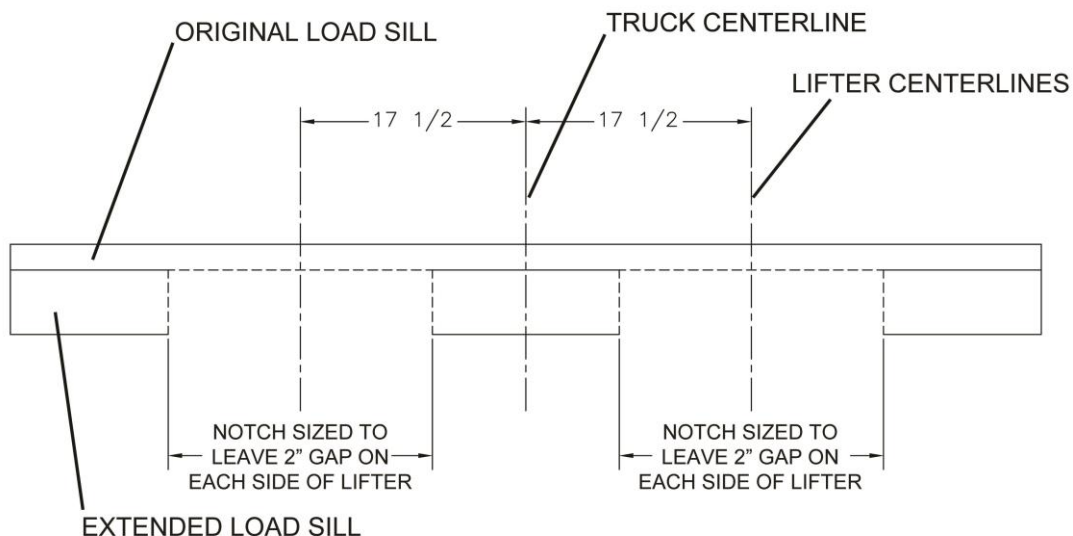 ORIGINAL LOAD SILL
TRUCK CENTERLINE
LIFTER CENTERLINES
17 1/2
17 1/2
NOTCH SIZED TO
LEAVE 2” GAP ON
EACH SIDE OF LIFTER
NOTCH SIZED TO
LEAVE 2” GAP ON
EACH SIDE OF LIFTER
EXTENDED LOAD SILL